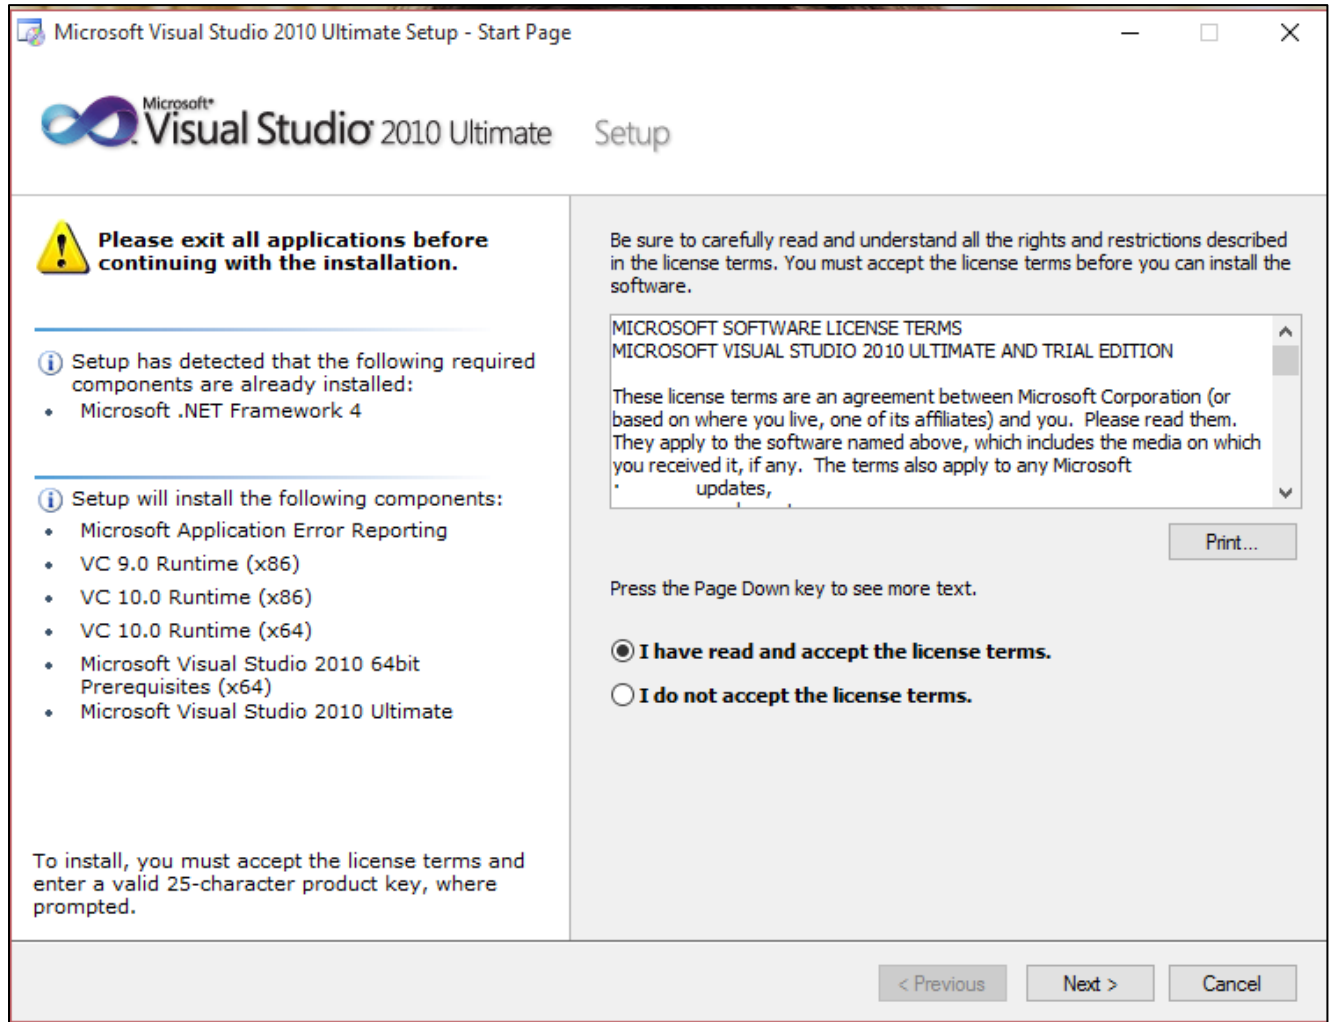 Microsoft Visual Studio 2010 Ultimate Setup - Start Page
Microsoft®
Visual Studio® 2010 Ultimate Setup
Please exit all applications before
continuing with the installation.
Setup has detected that the following required
components are already installed:
• Microsoft .NET Framework 4
Setup will install the following components:
• Microsoft Application Error Reporting
• VC 9.0 Runtime (x86)
• VC 10.0 Runtime (x86)
• VC 10.0 Runtime (x64)
• Microsoft Visual Studio 2010 64bit
Prerequisites (x64)
• Microsoft Visual Studio 2010 Ultimate
To install, you must accept the license terms and
enter a valid 25-character product key, where
prompted.
Be sure to carefully read and understand all the rights and restrictions described
in the license terms. You must accept the license terms before you can install the
software.
MICROSOFT SOFTWARE LICENSE TERMS
MICROSOFT VISUAL STUDIO 2010 ULTIMATE AND TRIAL EDITION
These license terms are an agreement between Microsoft Corporation (or
based on where you live, one of its affiliates) and you. Please read them.
They apply to the software named above, which includes the media on which
you received it, if any. The terms also apply to any Microsoft
· updates,
Print...
Press the Page Down key to see more text.
I have read and accept the license terms.
I do not accept the license terms.
< Previous
Next >
Cancel